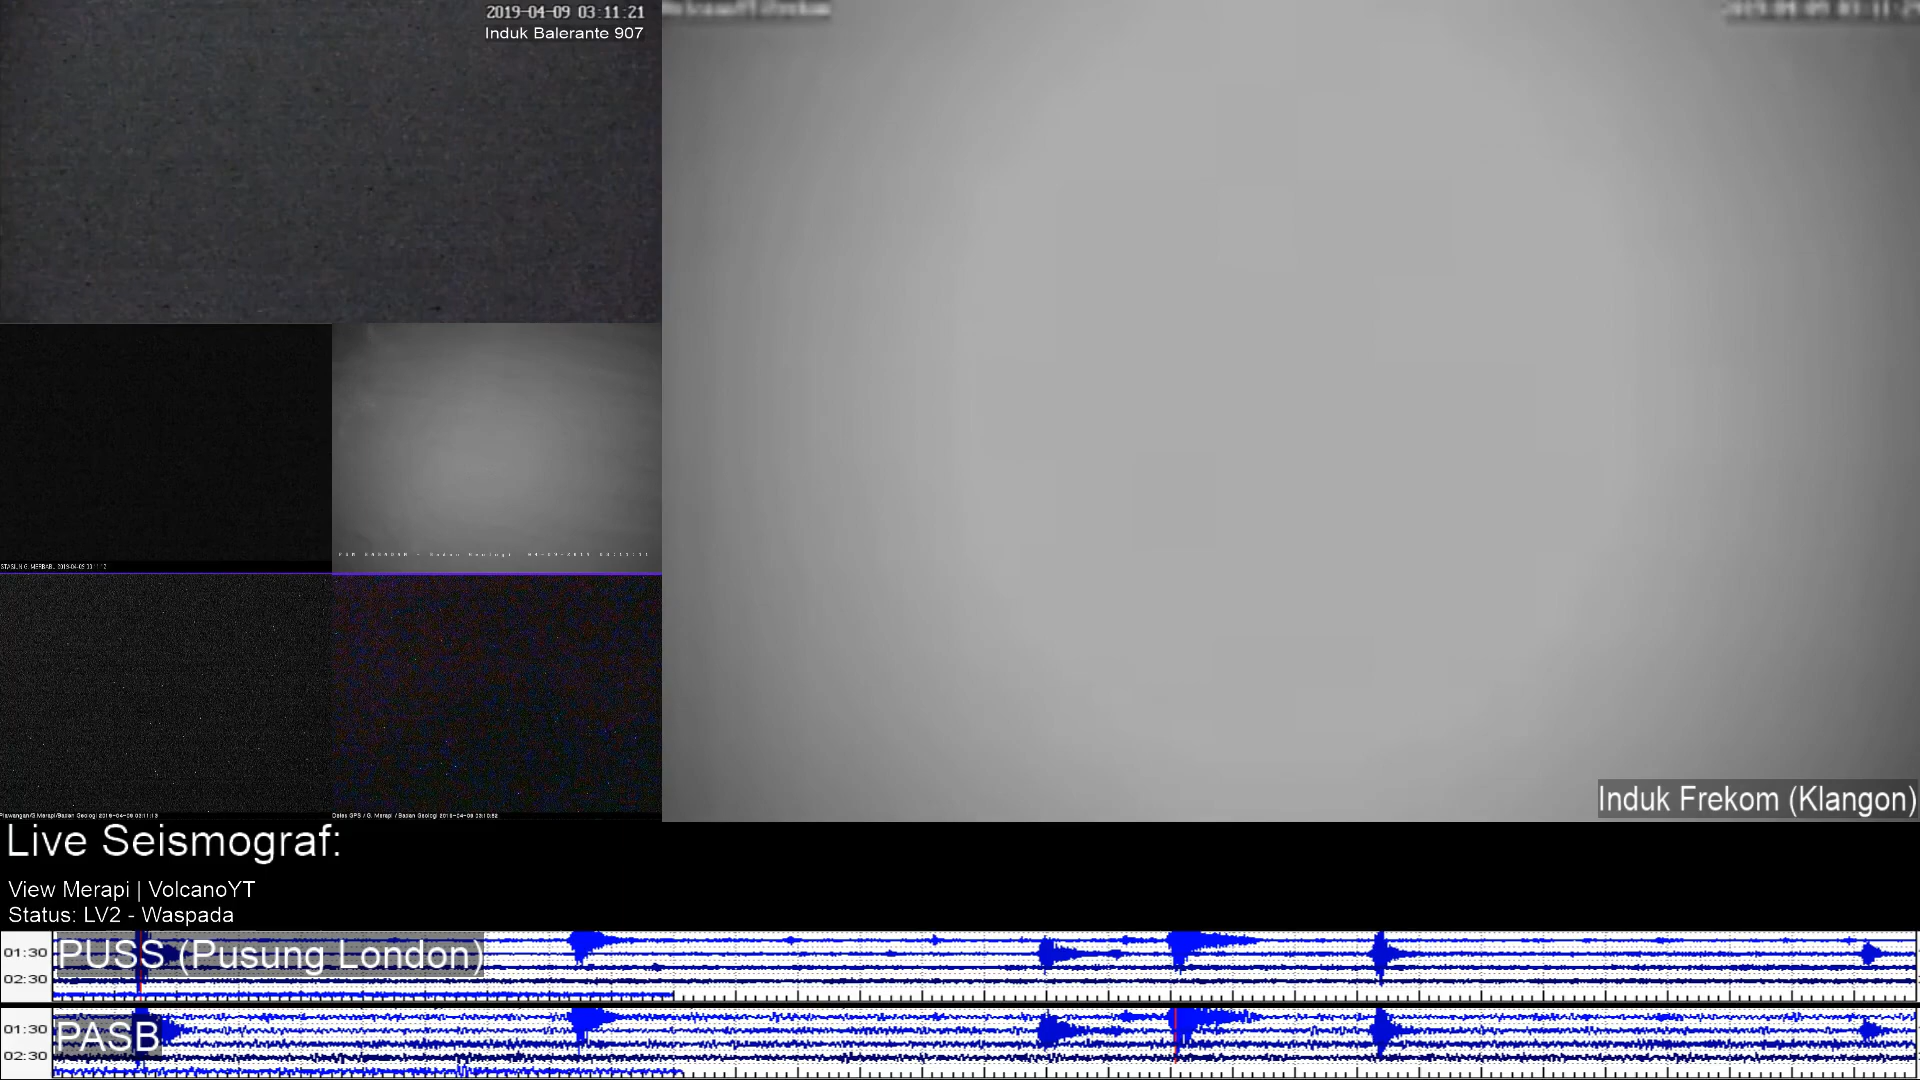 2019-04-09 03:11:21
Induk Balerante 907
Induk Frekom (Klangon)
Live Seismograf:
View Merapi | VolcanoYT
Status: LV2 - Waspada
01:30
PUSS (Pusung London)
02:30
01:30
PASB
02:30